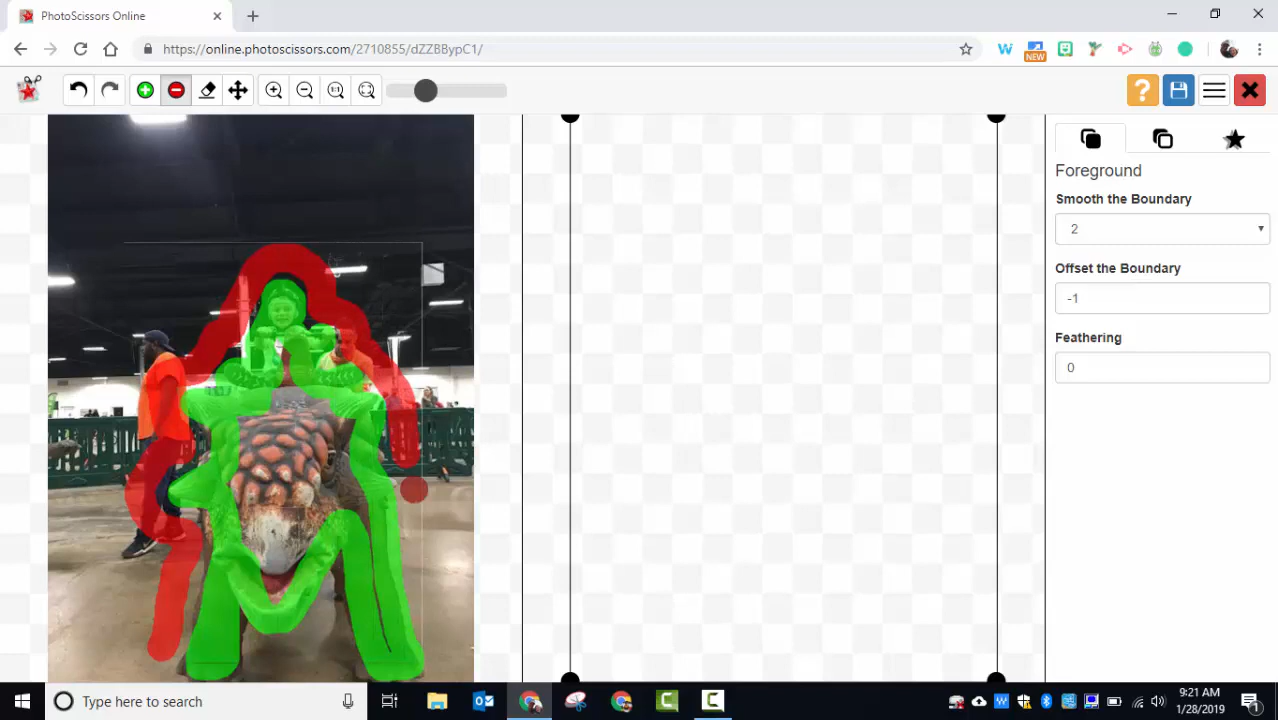 PhotoScissors Online
https://online.photoscissors.com/2710855/dZZBBypC1/
W
NEW
?
Foreground
Smooth the Boundary
2
Offset the Boundary
-1
Feathering
0
Type here to search
9:21 AM
1/28/2019